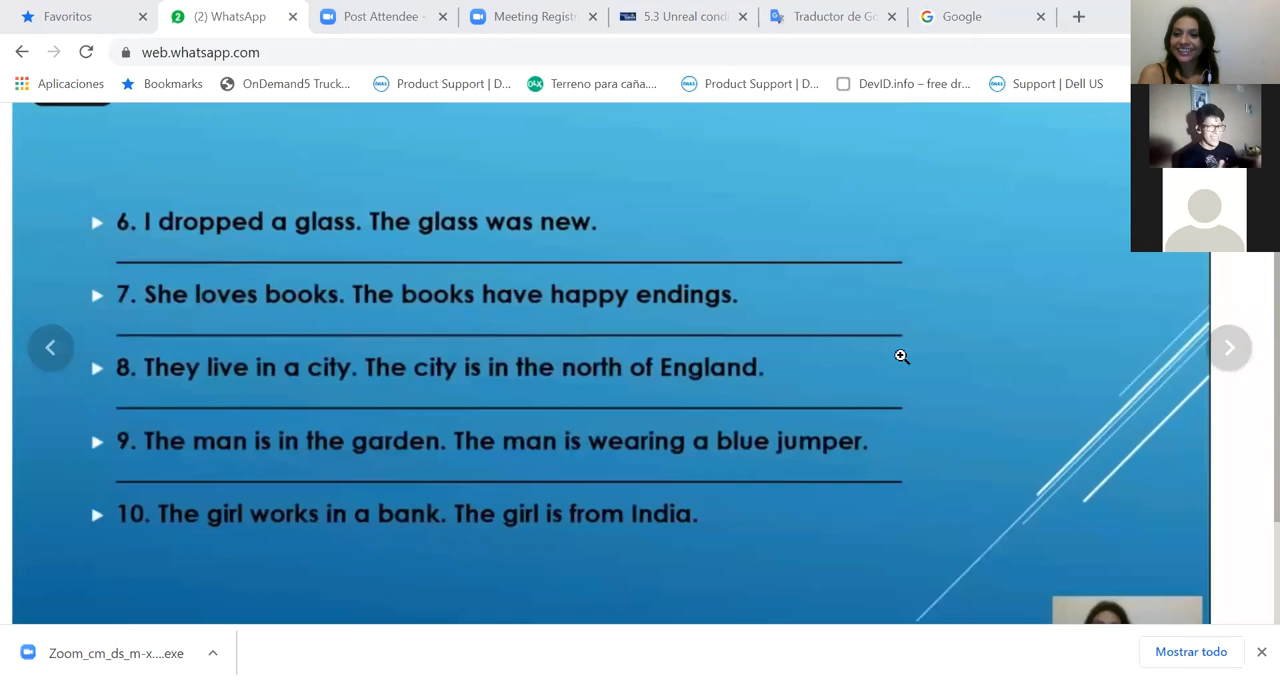 Favoritos
(2) WhatsApp
Post Attendee -
Meeting Registr
5.3 Unreal cond
Traductor de Go
Google
web.whatsapp.com
Aplicaciones
Bookmarks
OnDemand5 Truck...
Product Support | D...
Terreno para caña....
Product Support | D...
DevID.info – free dr...
Support | Dell US
6. I dropped a glass. The glass was new.
7. She loves books. The books have happy endings.
8. They live in a city. The city is in the north of England.
9. The man is in the garden. The man is wearing a blue jumper.
10. The girl works in a bank. The girl is from India.
Zoom_cm_ds_m-x....exe
Mostrar todo